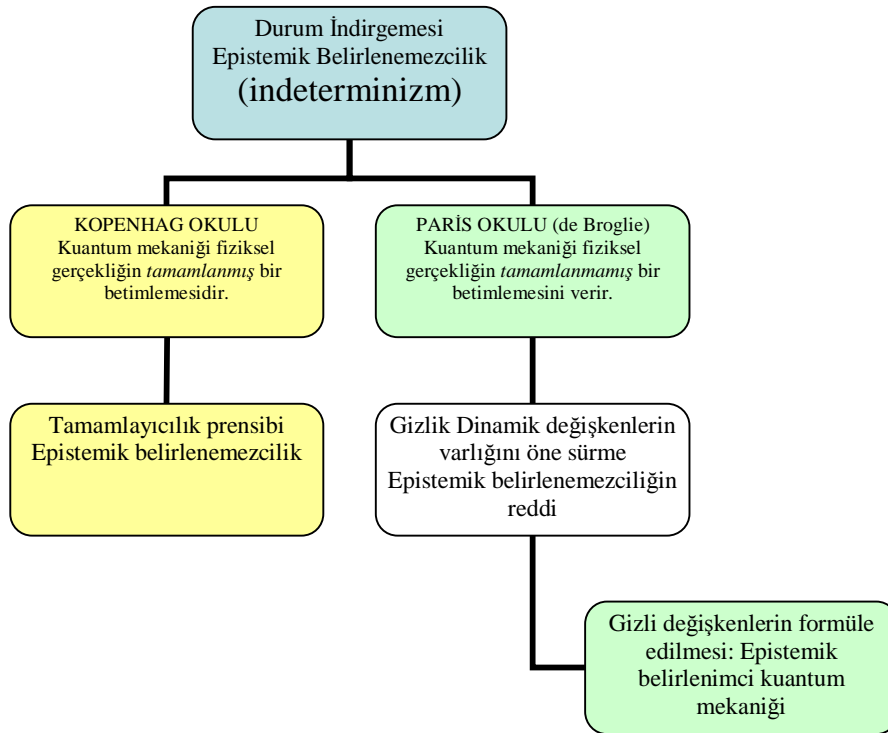 Durum İndirgemesi
Epistemik Belirlenemezcilik
(indeterminizm)
KOPENHAG OKULU
Kuantum mekaniği fiziksel
gerçekliğin tamamlanmış bir
betimlemesidir.
PARİS OKULU (de Broglie)
Kuantum mekaniği fiziksel
gerçekliğin tamamlanmamış bir
betimlemesini verir.
Tamamlayıcılık prensibi
Epistemik belirlenemezcilik
Gizlik Dinamik değişkenlerin
varlığını öne sürme
Epistemik belirlenemezciliğin
reddi
Gizli değişkenlerin formüle
edilmesi: Epistemik
belirlenimci kuantum
mekaniği